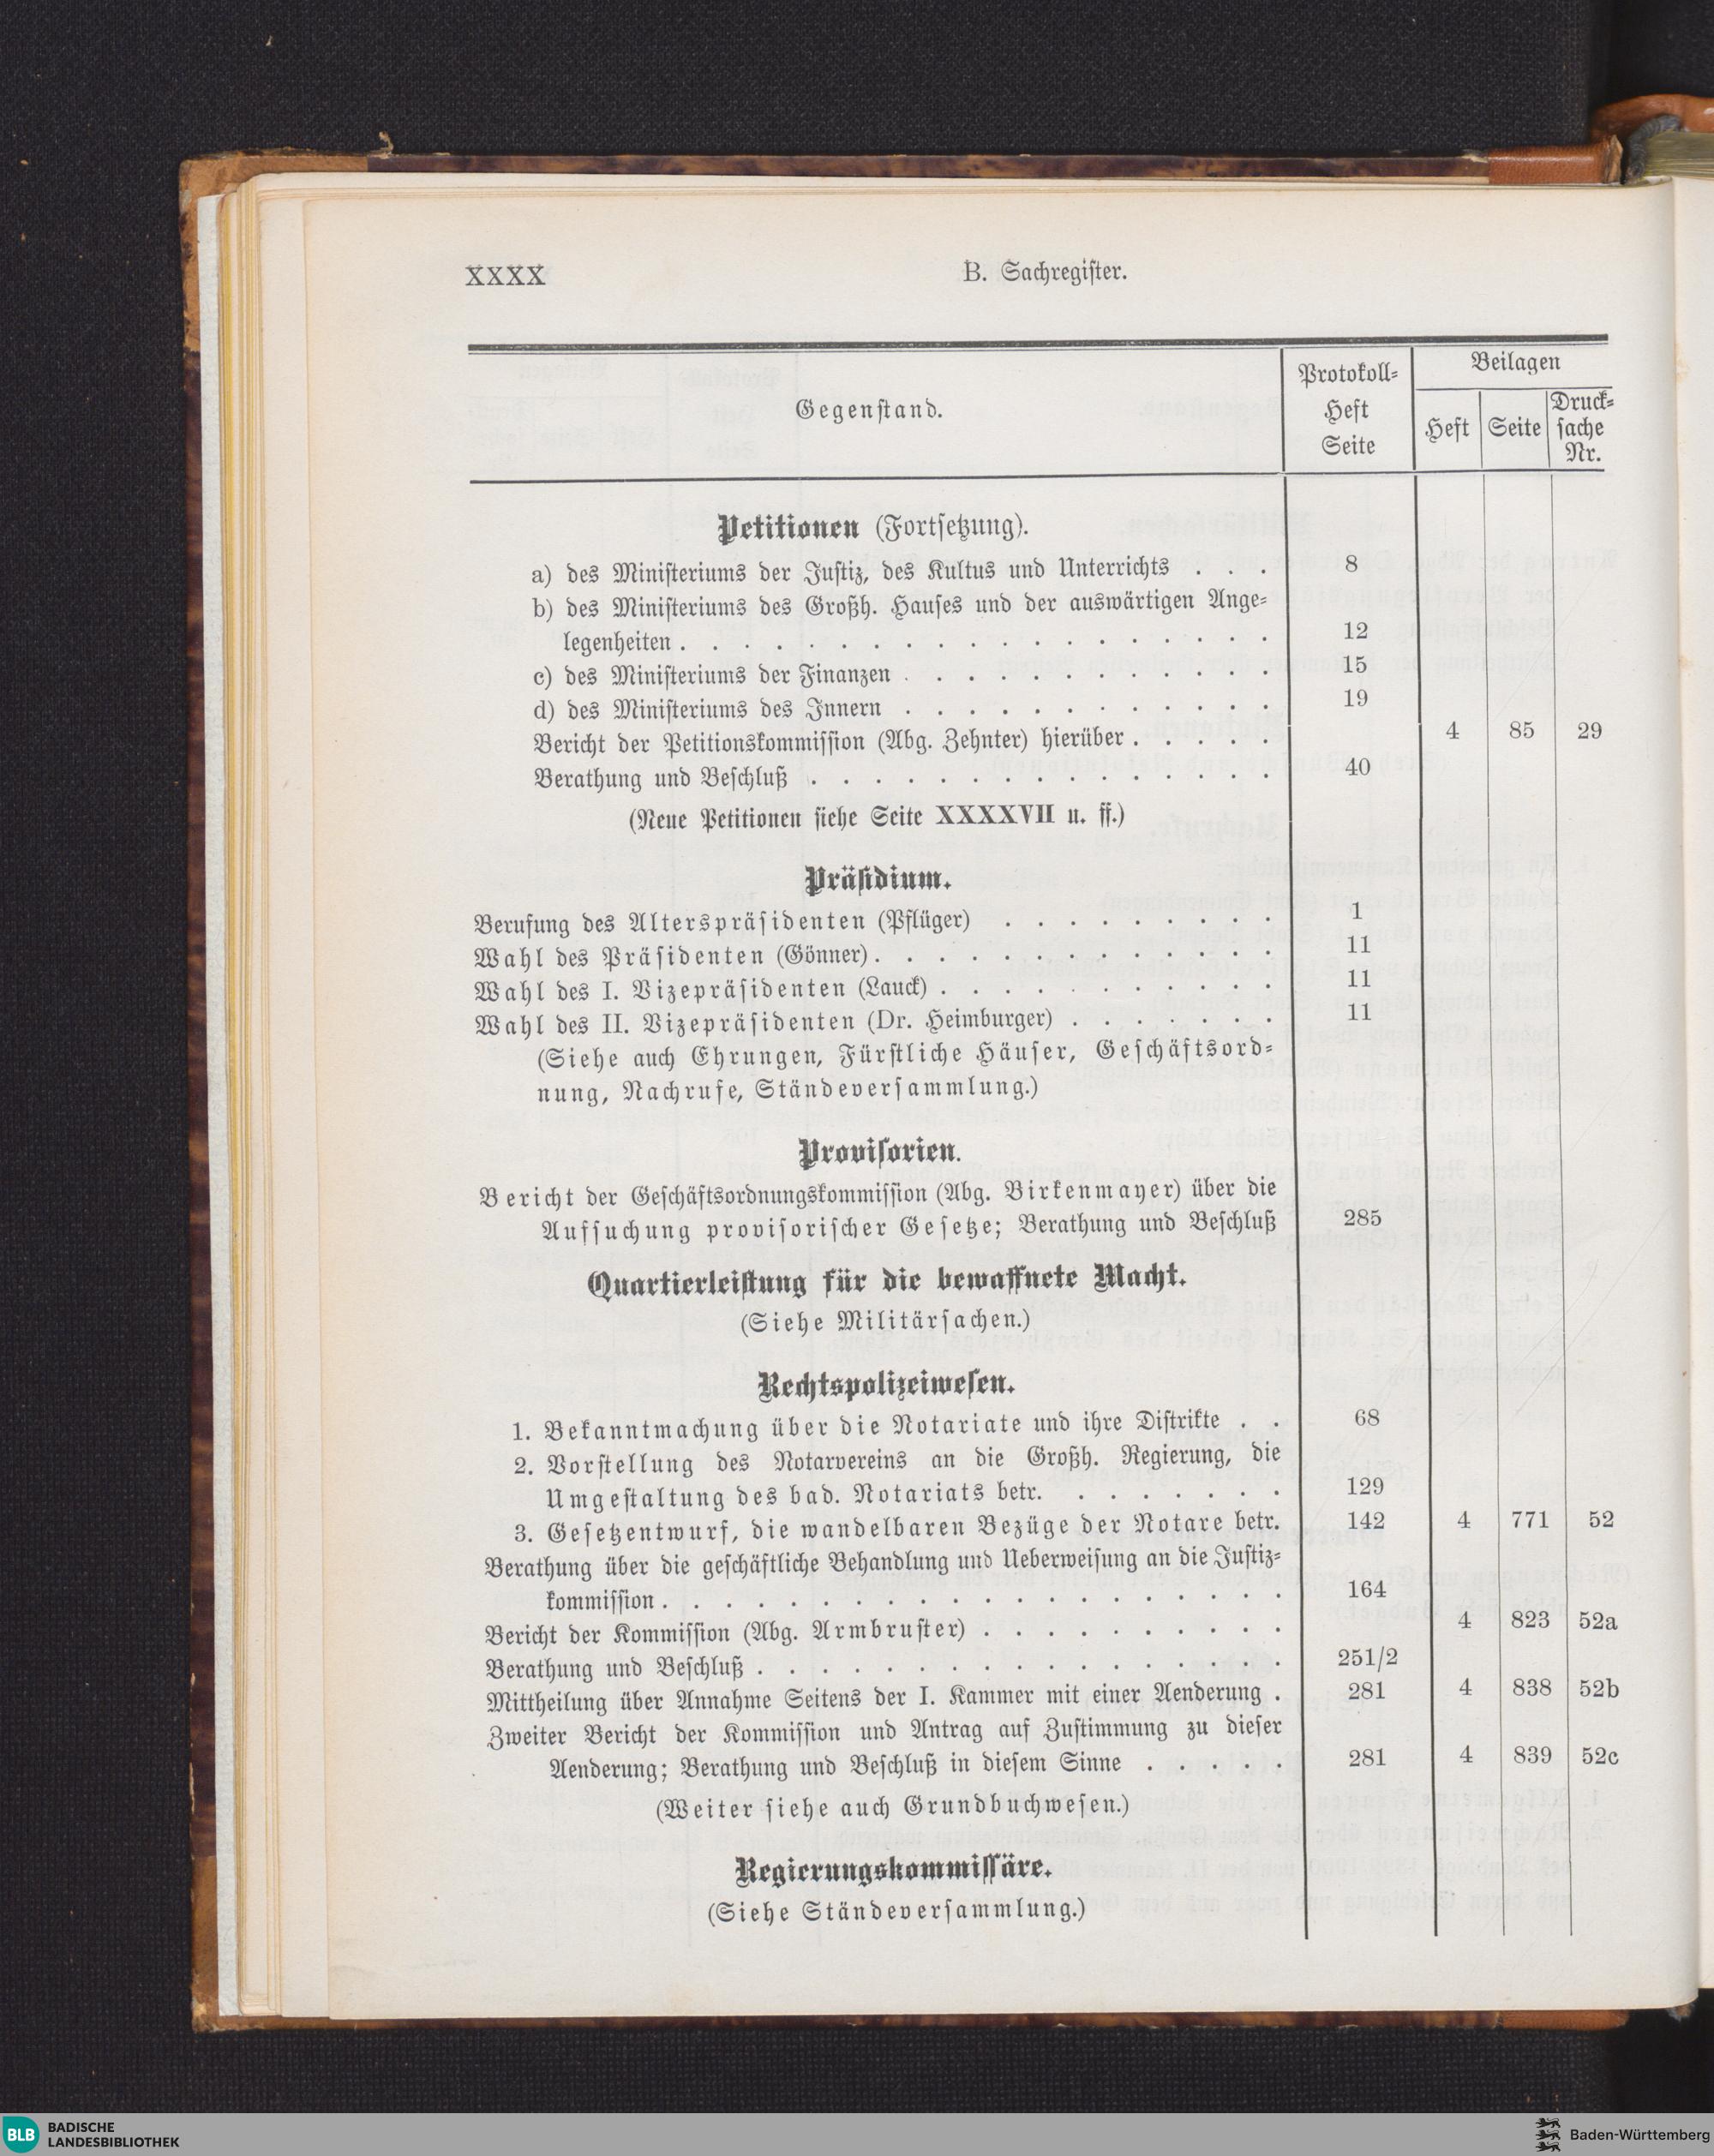 XXXX
B. Sachregister.
Gegenstand.
Protokoll-
Heft
Seite
Beilagen
Heft
Seite
Druck-
sache
Nr.
Petitionen (Fortsetzung).
a) des Ministeriums der Justiz, des Kultus und Unterrichts . . . 8
b) des Ministeriums des Großh. Hauses und der auswärtigen Ange-
legenheiten . . . . . . . . . . . . . . . . . . . 12
c) des Ministeriums der Finanzen . . . . . . . . . . . . 15
d) des Ministeriums des Innern . . . . . . . . . . . . 19
Bericht der Petitionskommission (Abg. Zehnter) hierüber . . . . . 4 85 29
Berathung und Beschluß . . . . . . . . . . . . . . . 40
(Neue Petitionen siehe Seite XXXXVII u. ff.)
Präsidium.
Berufung des Alterspräsidenten (Pflüger) . . . . . . . . . 1
Wahl des Präsidenten (Gönner) . . . . . . . . . . . . . 11
Wahl des I. Vizepräsidenten (Lauck) . . . . . . . . . . . 11
Wahl des II. Vizepräsidenten (Dr. Heimburger) . . . . . . . 11
(Siehe auch Ehrungen, Fürstliche Häuser, Geschäftsord-
nung, Nachrufe, Ständeversammlung.)
Provisorien.
Bericht der Geschäftsordnungskommission (Abg. Birkenmayer) über die
Aufsuchung provisorischer Gesetze; Berathung und Beschluß 285
Quartierleistung für die bewaffnete Macht.
(Siehe Militärsachen.)
Rechtspolizeiwesen.
1. Bekanntmachung über die Notariate und ihre Distrikte . . 68
2. Vorstellung des Notarvereins an die Großh. Regierung, die
Umgestaltung des bad. Notariats betr. . . . . . . . 129
3. Gesetzentwurf, die wandelbaren Bezüge der Notare betr. 142 4 771 52
Berathung über die geschäftliche Behandlung und Ueberweisung an die Justiz-
kommission . . . . . . . . . . . . . . . . . . . . 164
Bericht der Kommission (Abg. Armbruster) . . . . . . . . . . 4 823 52a
Berathung und Beschluß . . . . . . . . . . . . . . . . . 251/2
Mittheilung über Annahme Seitens der I. Kammer mit einer Aenderung . 281 4 838 52b
Zweiter Bericht der Kommission und Antrag auf Zustimmung zu dieser
Aenderung; Berathung und Beschluß in diesem Sinne . . . . . 281 4 839 52c
(Weiter siehe auch Grundbuchwesen.)
Regierungskommissäre.
(Siehe Ständeversammlung.)
BLB BADISCHE
LANDESBIBLIOTHEK
Baden-Württemberg